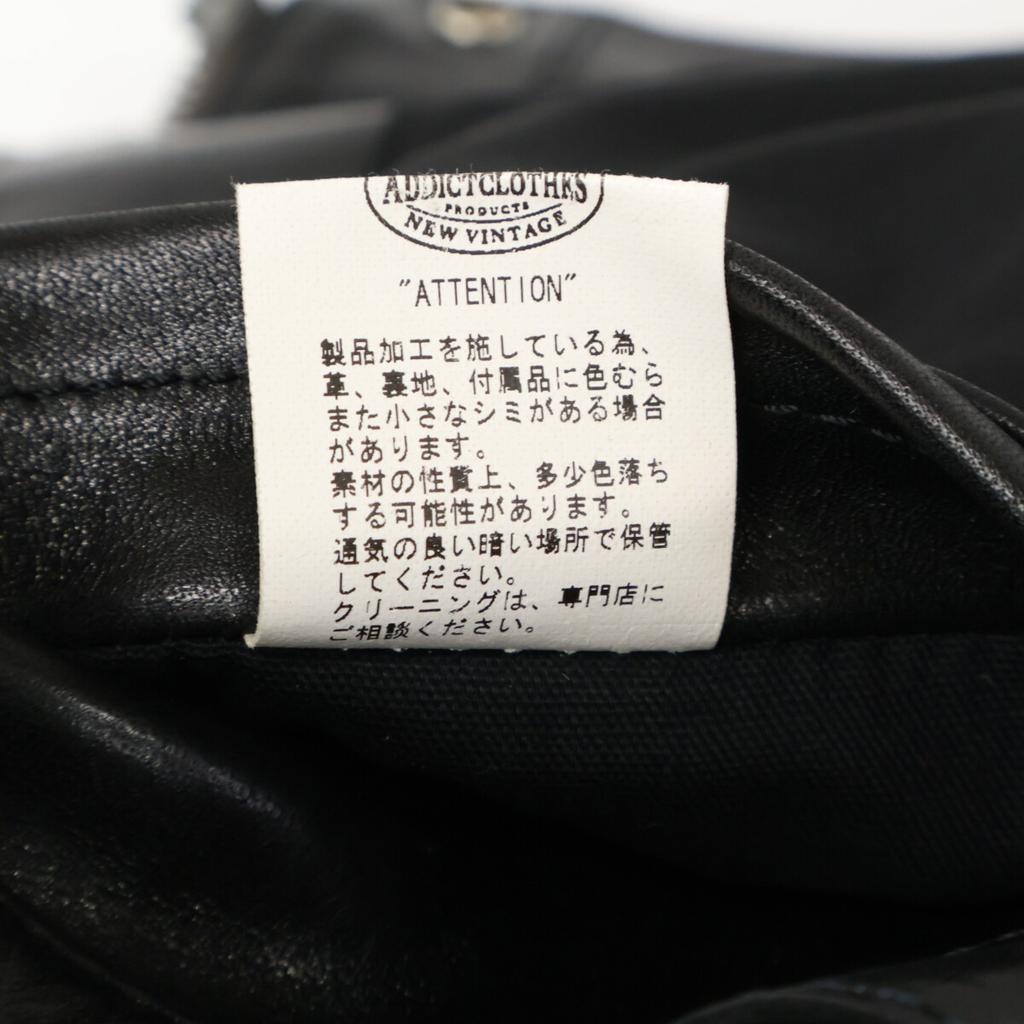 ADDICTCLOTHES
PRODUCTS
NEW VINTAGE
"ATTENTION"
製品加工を施している為、
革、裏地、付属品に色むら
また小さなシミがある場合
があります。
素材の性質上、多少色落ち
する可能性があります。
通気の良い暗い場所で保管
してください。
クリーニングは、専門店に
ご相談ください。